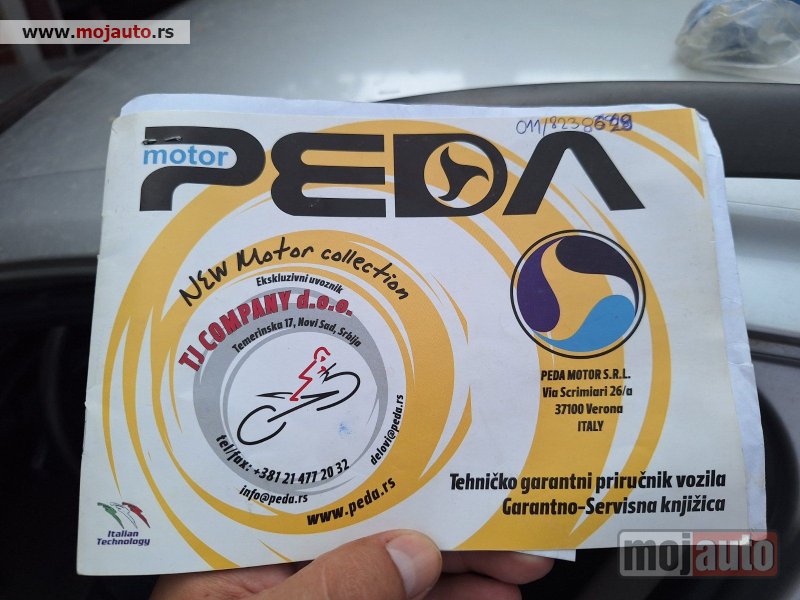 www.mojauto.rs
011/8238
motor
PEDA
NEW Motor collection
Ekskluzivni uvoznik
TJ COMPANY d.o.o.
Temerinska 17, Novi Sad, Srbija
tel/fax: +381 21 477 20 32
info@peda.rs
delovi@peda.rs
www.peda.rs
PEDA MOTOR S.R.L.
Via Scrimiari 26/a
37100 Verona
ITALY
Tehničko garantni priručnik vozila
Garantno-Servisna knjižica
Italian
Technology
mojauto